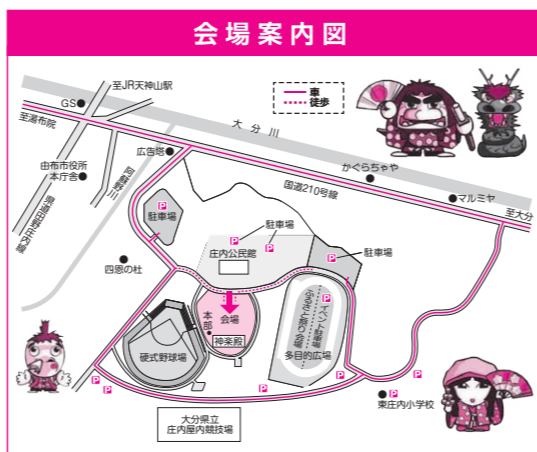 会場案内図
至JR天神山駅
GS
至湯布院
車
徒歩
大分川
広告塔
由布市役所
本庁舎
阿蘇野川
県道田野庄内線
かぐらちゃや
国道210号線
マルミヤ
至大分
P
駐車場
駐車場
P
P
庄内公民館
P
駐車場
四恩の杜
本部
会場
神楽殿
硬式野球場
P
イベント駐車場
ふるさと祭り会場
多目的広場
P
P
P
P
P
P
東庄内小学校
大分県立
庄内屋内競技場